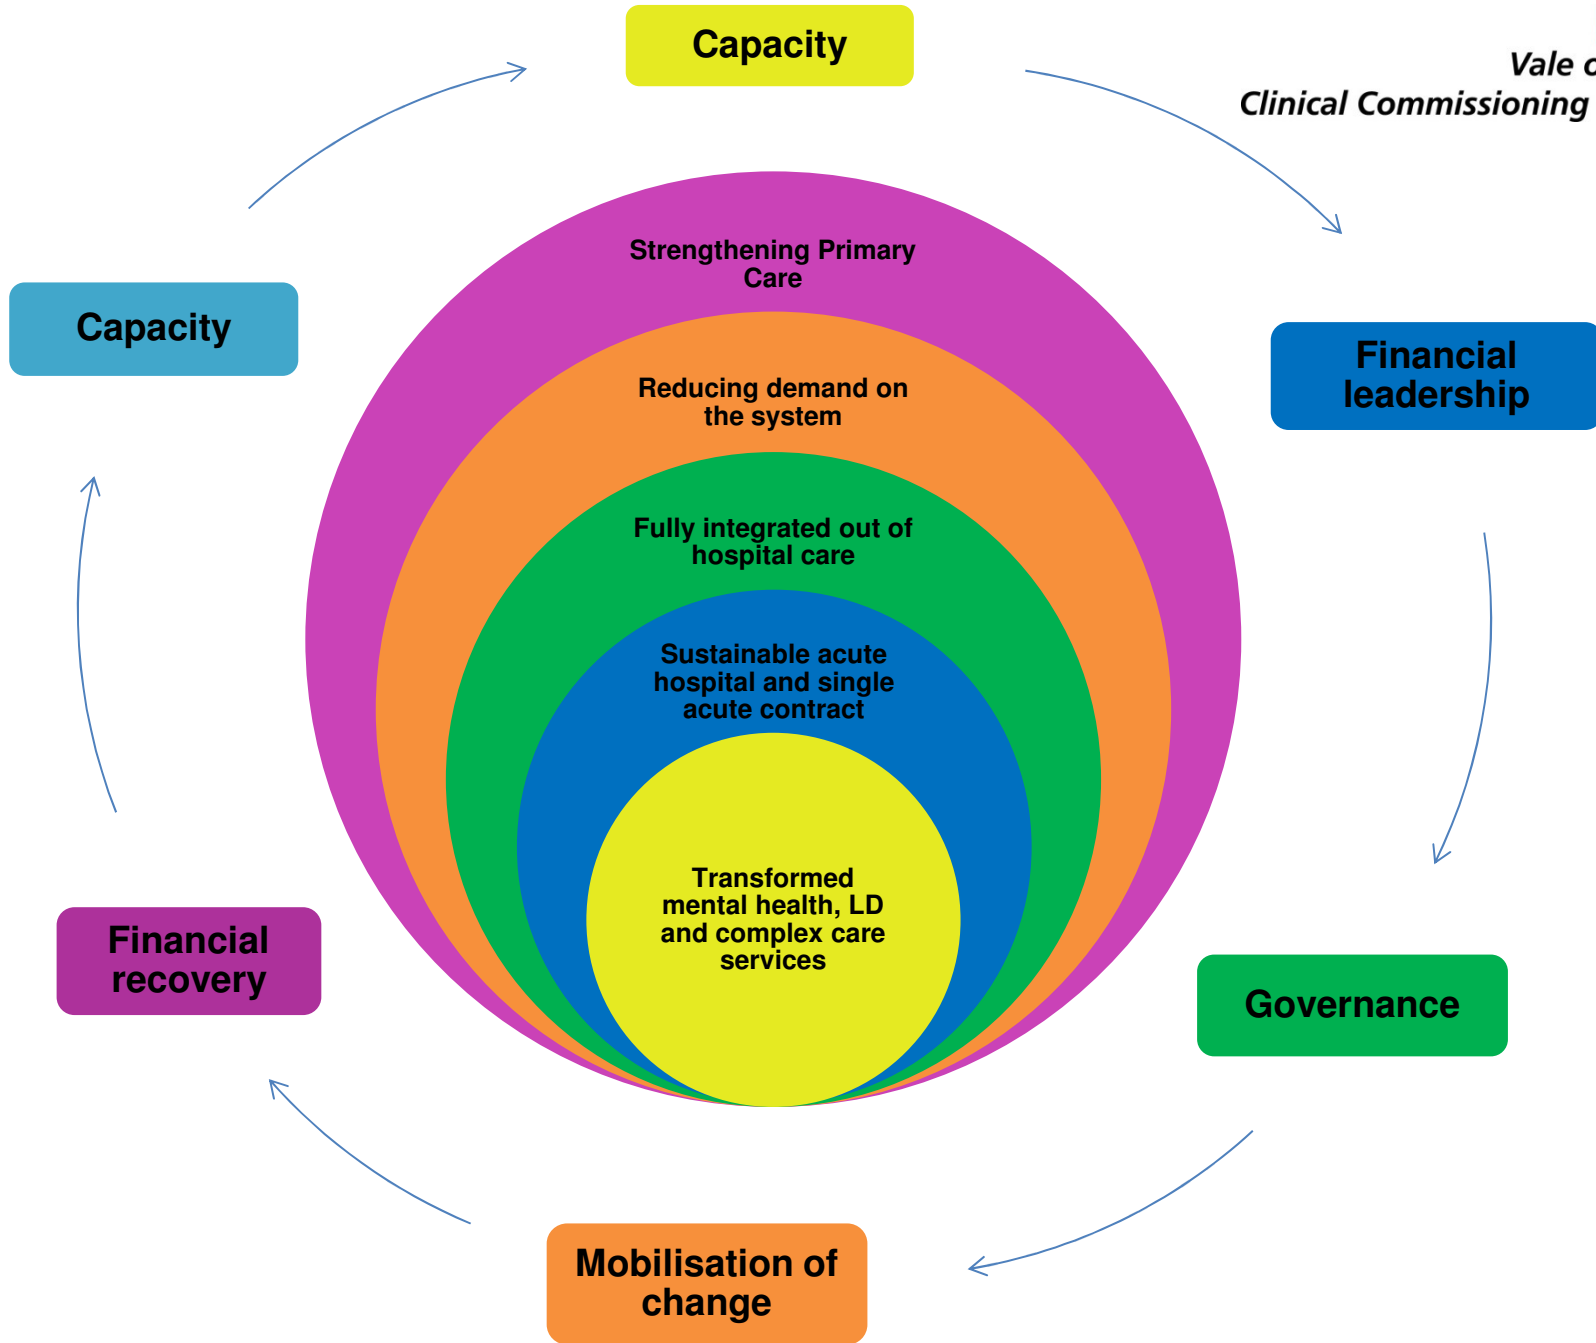 Capacity
Vale o
Clinical Commissioning
Strengthening Primary
Care
Capacity
Financial
leadership
Reducing demand on
the system
Fully integrated out of
hospital care
Sustainable acute
hospital and single
acute contract
Transformed
mental health, LD
and complex care
services
Financial
recovery
Governance
Mobilisation of
change